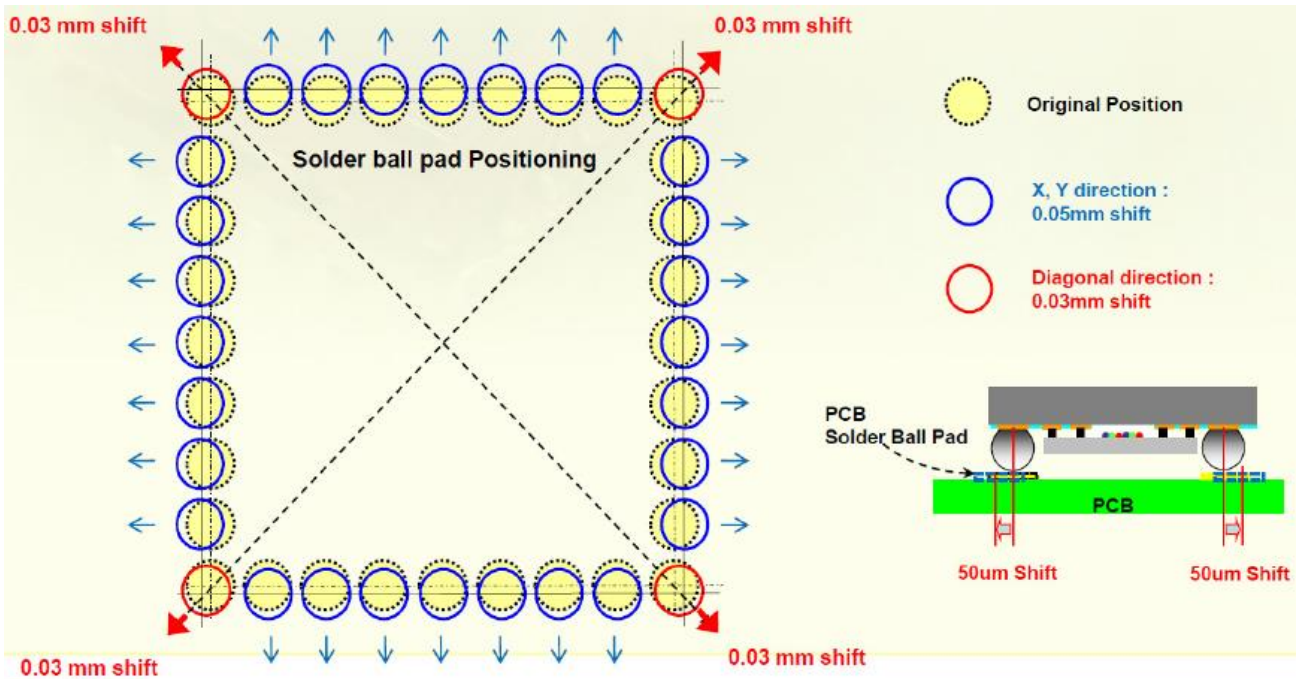 0.03 mm shift
0.03 mm shift
Solder ball pad Positioning
0.03 mm shift
0.03 mm shift
Original Position
X, Y direction :
0.05mm shift
Diagonal direction :
0.03mm shift
PCB
Solder Ball Pad
PCB
50um Shift
50um Shift